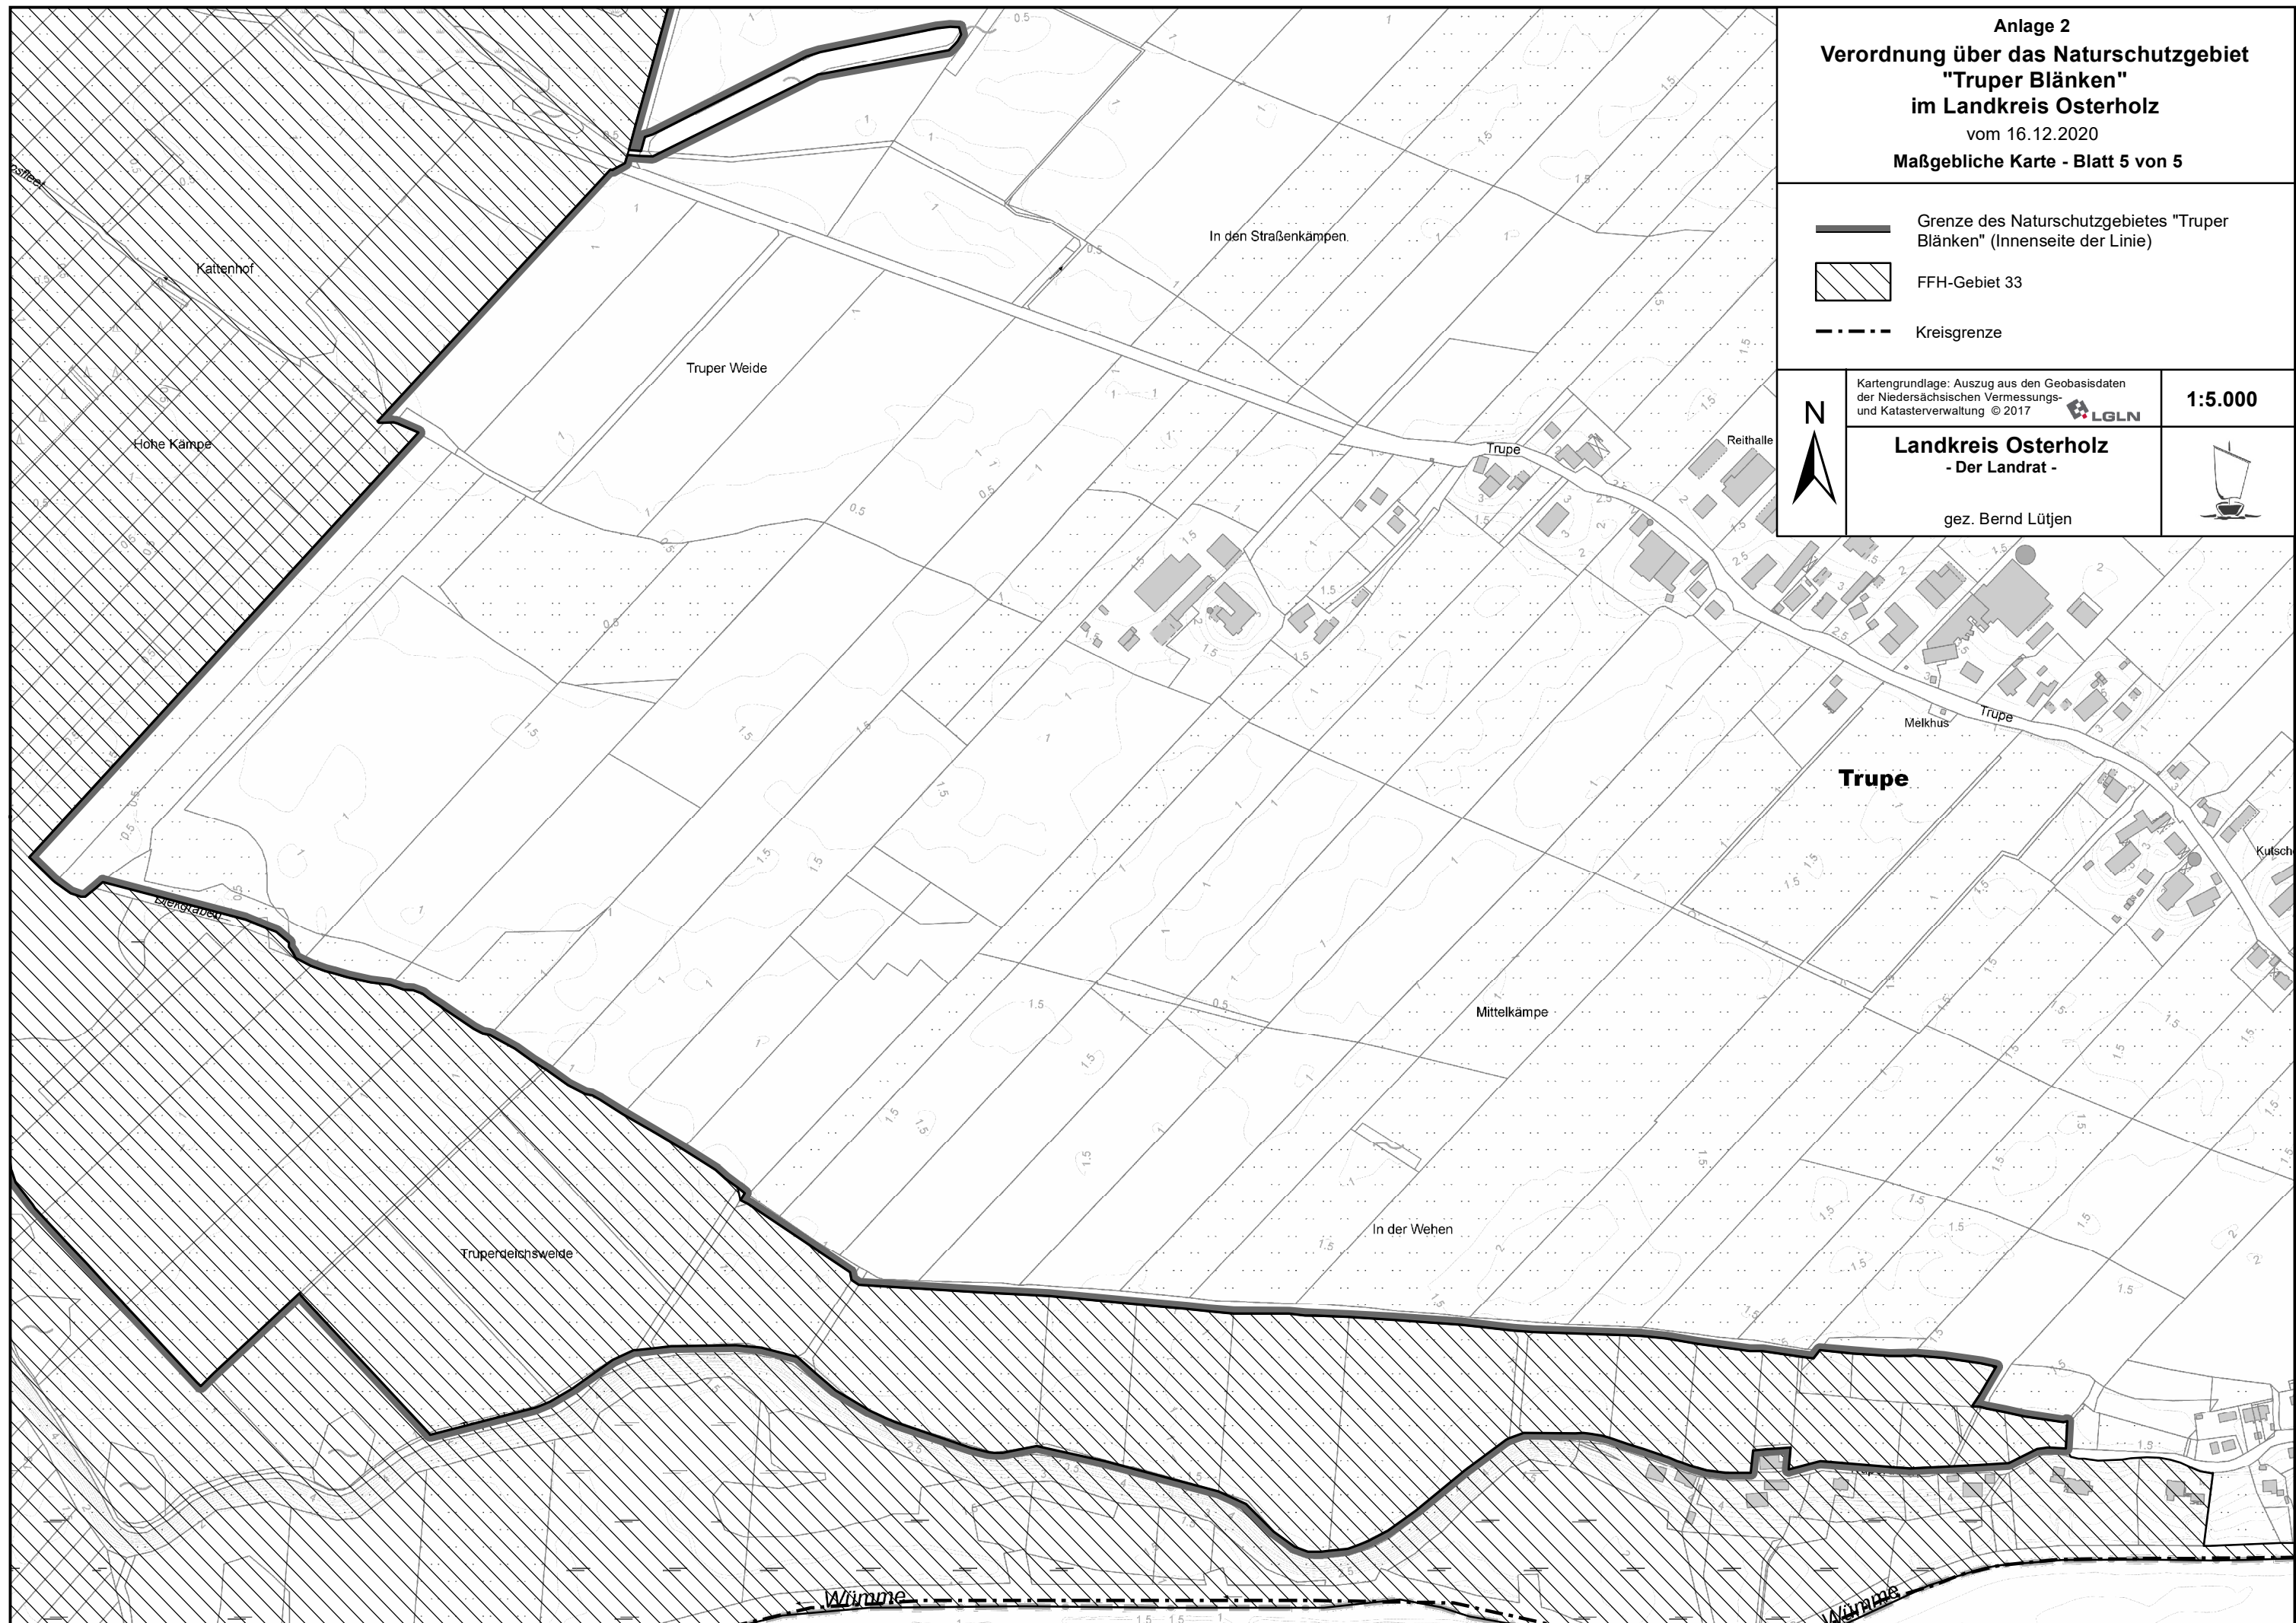 Anlage 2
Verordnung über das Naturschutzgebiet
"Truper Blänken"
im Landkreis Osterholz
vom 16.12.2020
Maßgebliche Karte - Blatt 5 von 5
Grenze des Naturschutzgebietes "Truper
Blänken" (Innenseite der Linie)
FFH-Gebiet 33
Kreisgrenze
N
Kartengrundlage: Auszug aus den Geobasisdaten
der Niedersächsischen Vermessungs-
und Katasterverwaltung © 2017
LGLN
1:5.000
Landkreis Osterholz
- Der Landrat -
gez. Bernd Lütjen
In den Straßenkämpen
Kattenhof
Truper Weide
Hohe Kämpe
Trupe
Reithalle
Melkhus
Trupe
Trupe
Kutsch
Diekgraben
Mittelkämpe
In der Wehen
Truperdeichsweide
Wümme
Wümme